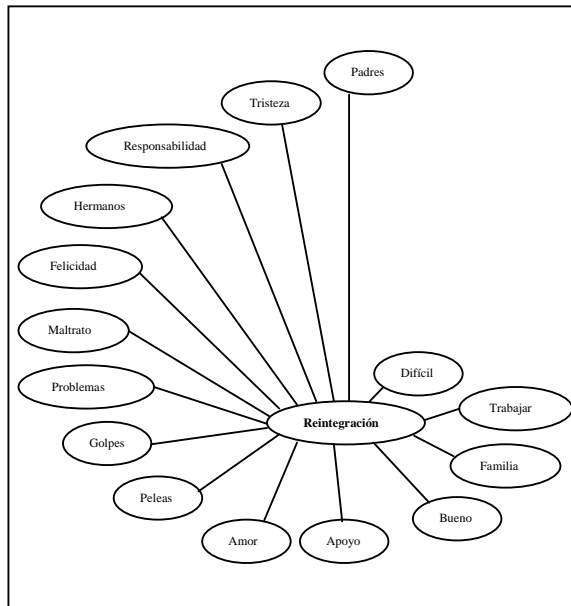 Padres
Tristeza
Responsabilidad
Hermanos
Felicidad
Maltrato
Problemas
Golpes
Peleas
Amor
Apoyo
Bueno
Familia
Trabajar
Difícil
Reintegración